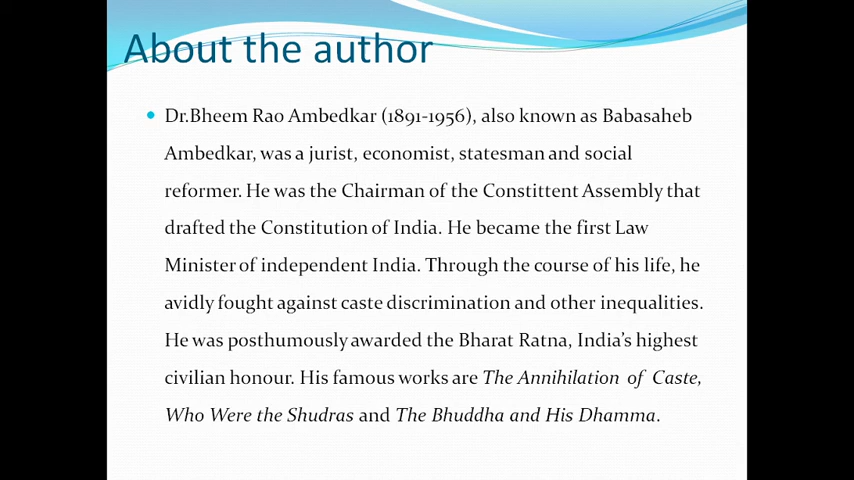 About the author
Dr.Bheem Rao Ambedkar (1891-1956), also known as Babasaheb
Ambedkar, was a jurist, economist, statesman and social
reformer. He was the Chairman of the Constittent Assembly that
drafted the Constitution of India. He became the first Law
Minister of independent India. Through the course of his life, he
avidly fought against caste discrimination and other inequalities.
He was posthumously awarded the Bharat Ratna, India’s highest
civilian honour. His famous works are The Annihilation of Caste,
Who Were the Shudras and The Bhuddha and His Dhamma.